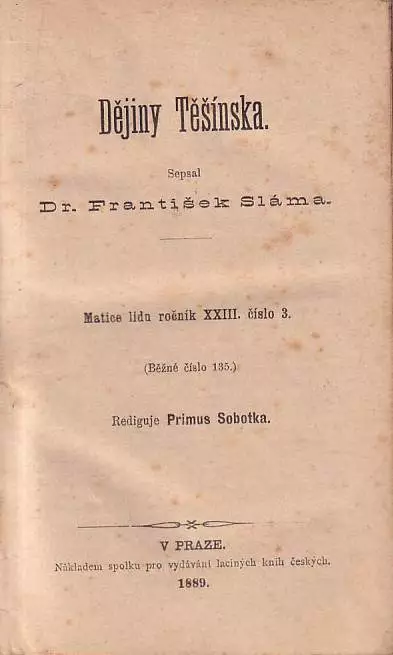 Dějiny Těšínska.
Sepsal
Dr. František Sláma.
Matice lidu ročník XXIII. číslo 3.
(Běžné číslo 135.)
Rediguje Primus Sobotka.
V PRAZE.
Nákladem spolku pro vydávání laciných knih českých.
1889.